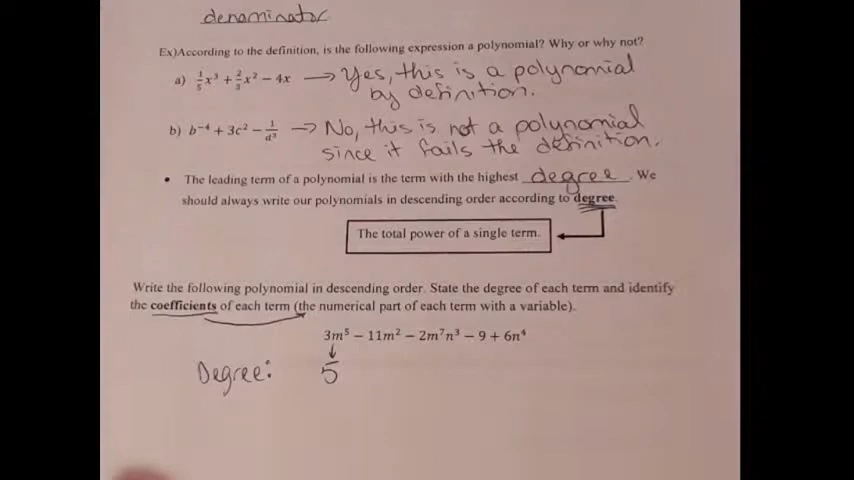 denominator
Ex)According to the definition, is the following expression a polynomial? Why or why not?
a) 1/5x³ + 2/3x² − 4x → Yes, this is a polynomial
by definition.
b) b⁻⁴ + 3c² − 1/d³ → No, this is not a polynomial
since it fails the definition.
• The leading term of a polynomial is the term with the highest degree. We
should always write our polynomials in descending order according to degree.
The total power of a single term.
Write the following polynomial in descending order. State the degree of each term and identify
the coefficients of each term (the numerical part of each term with a variable).
3m⁵ − 11m² − 2m⁷n³ − 9 + 6n⁴
Degree: 5